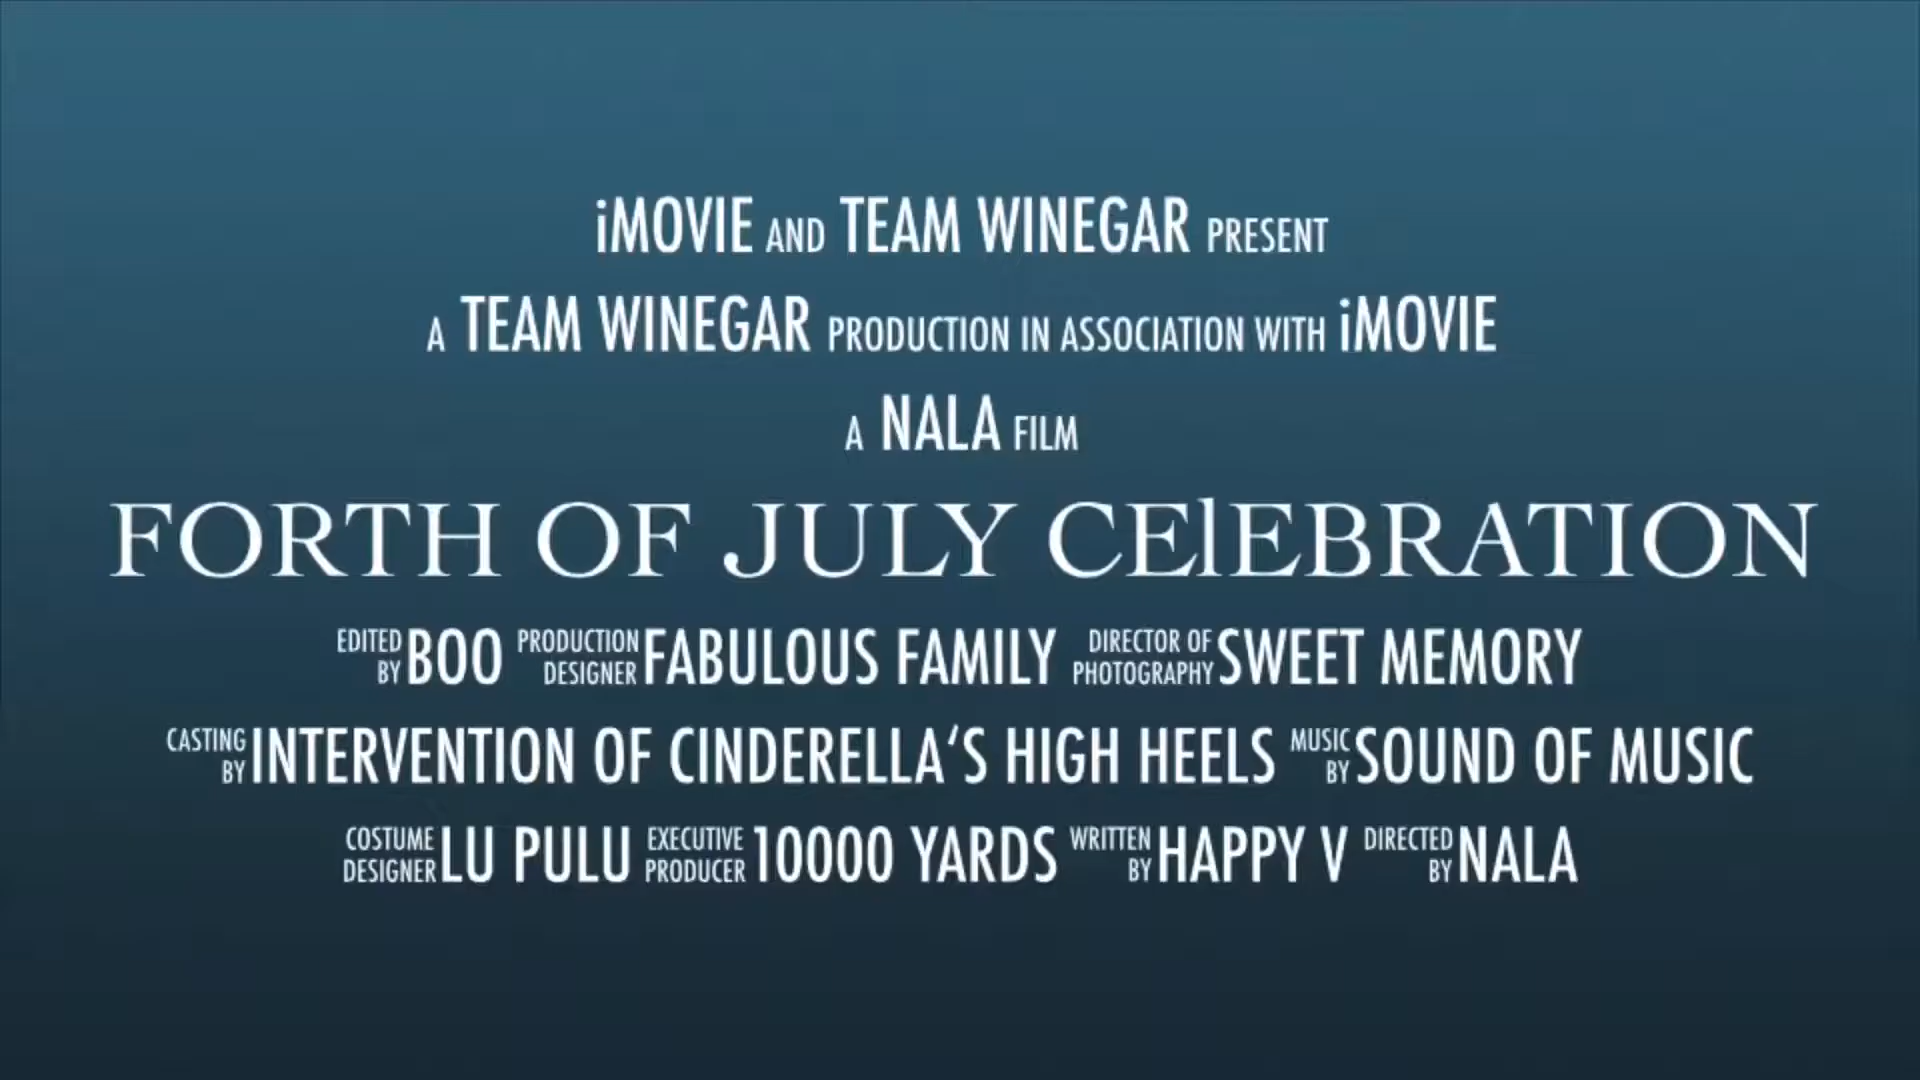 iMOVIE AND TEAM WINEGAR PRESENT
A TEAM WINEGAR PRODUCTION IN ASSOCIATION WITH iMOVIE
A NALA FILM
FORTH OF JULY CElEBRATION
EDITED BY BOO PRODUCTION DESIGNER FABULOUS FAMILY DIRECTOR OF PHOTOGRAPHY SWEET MEMORY
CASTING BY INTERVENTION OF CINDERELLA‘S HIGH HEELS MUSIC BY SOUND OF MUSIC
COSTUME DESIGNER LU PULU EXECUTIVE PRODUCER 10000 YARDS WRITTEN BY HAPPY V DIRECTED BY NALA